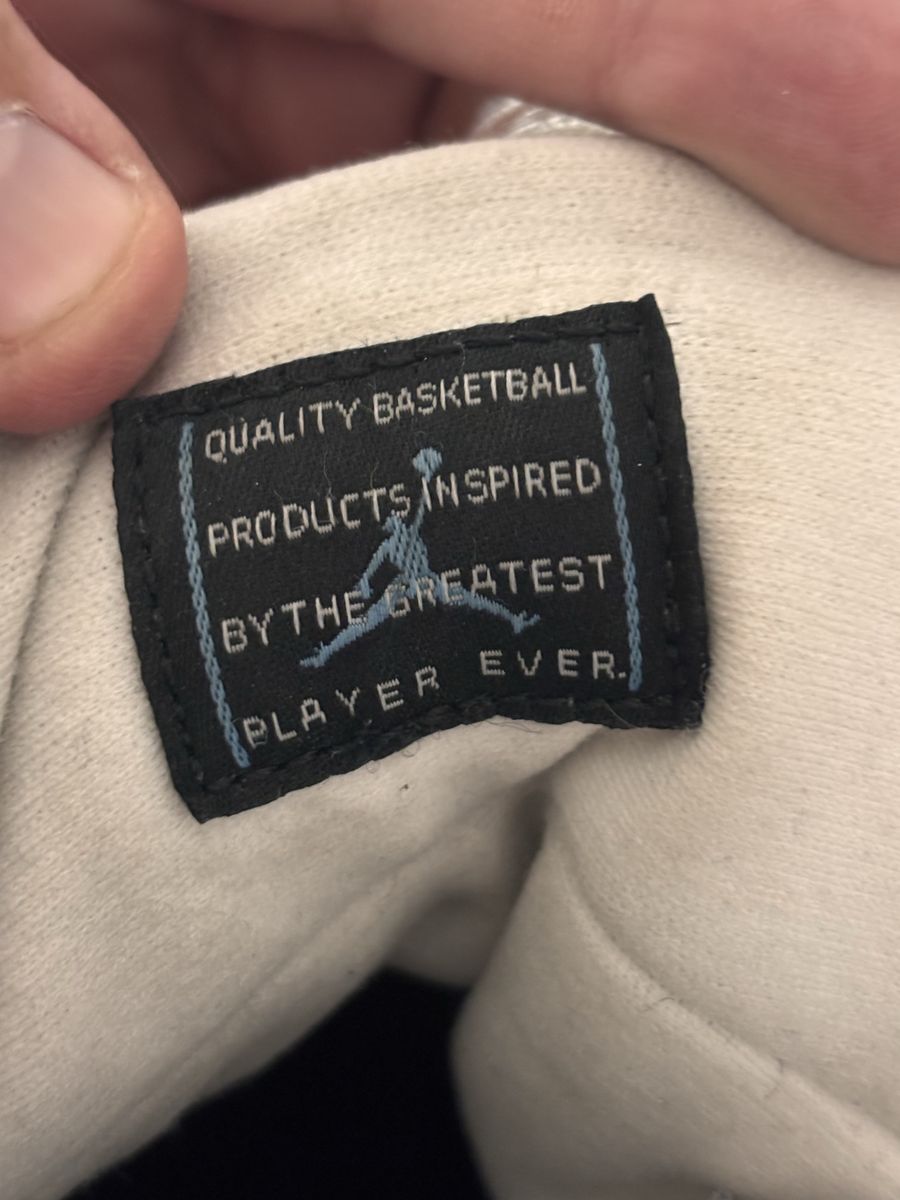 QUALITY BASKETBALL
PRODUCTS INSPIRED
BY THE GREATEST
PLAYER EVER.